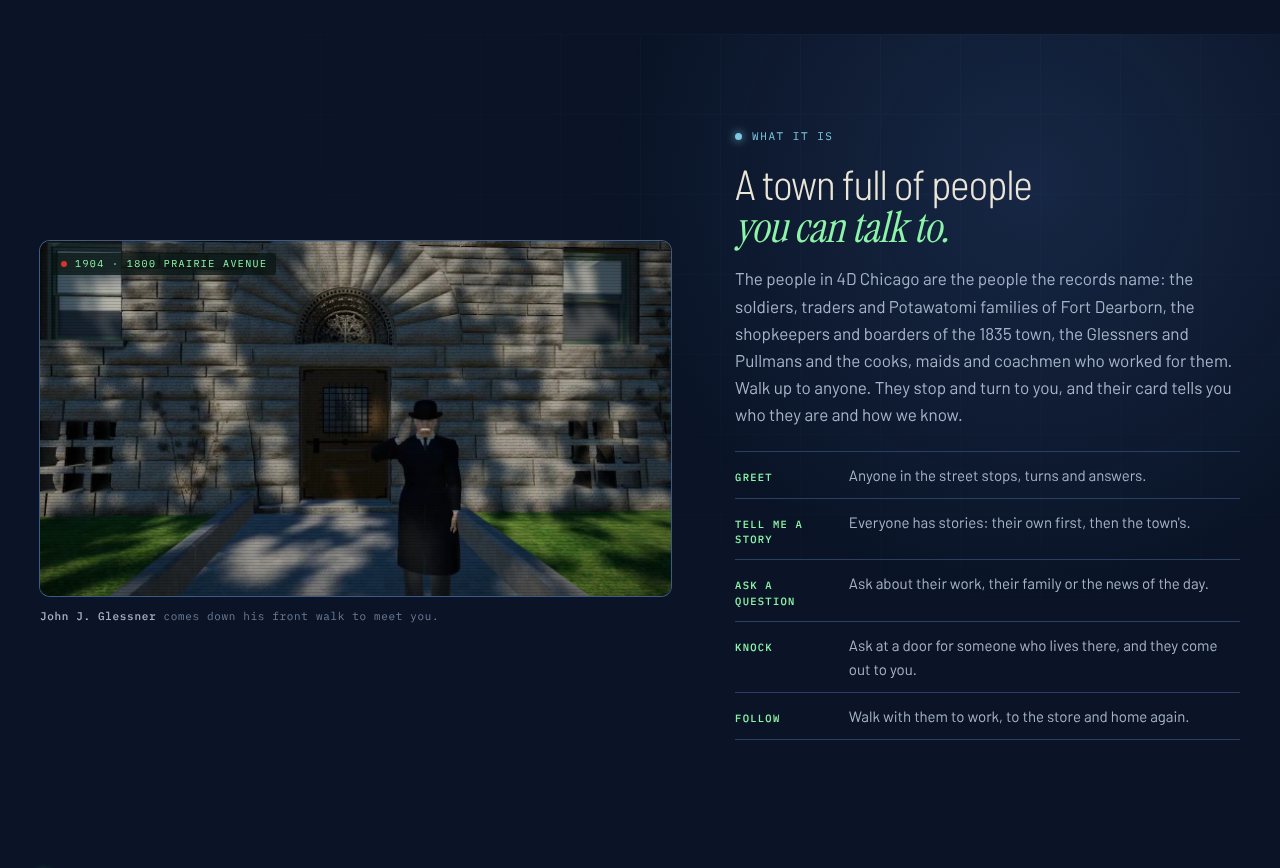 1904 · 1800 PRAIRIE AVENUE
John J. Glessner comes down his front walk to meet you.
WHAT IT IS
A town full of people
you can talk to.
The people in 4D Chicago are the people the records name: the
soldiers, traders and Potawatomi families of Fort Dearborn, the
shopkeepers and boarders of the 1835 town, the Glessners and
Pullmans and the cooks, maids and coachmen who worked for them.
Walk up to anyone. They stop and turn to you, and their card tells you
who they are and how we know.
GREET
Anyone in the street stops, turns and answers.
TELL ME A
STORY
Everyone has stories: their own first, then the town's.
ASK A
QUESTION
Ask about their work, their family or the news of the day.
KNOCK
Ask at a door for someone who lives there, and they come
out to you.
FOLLOW
Walk with them to work, to the store and home again.